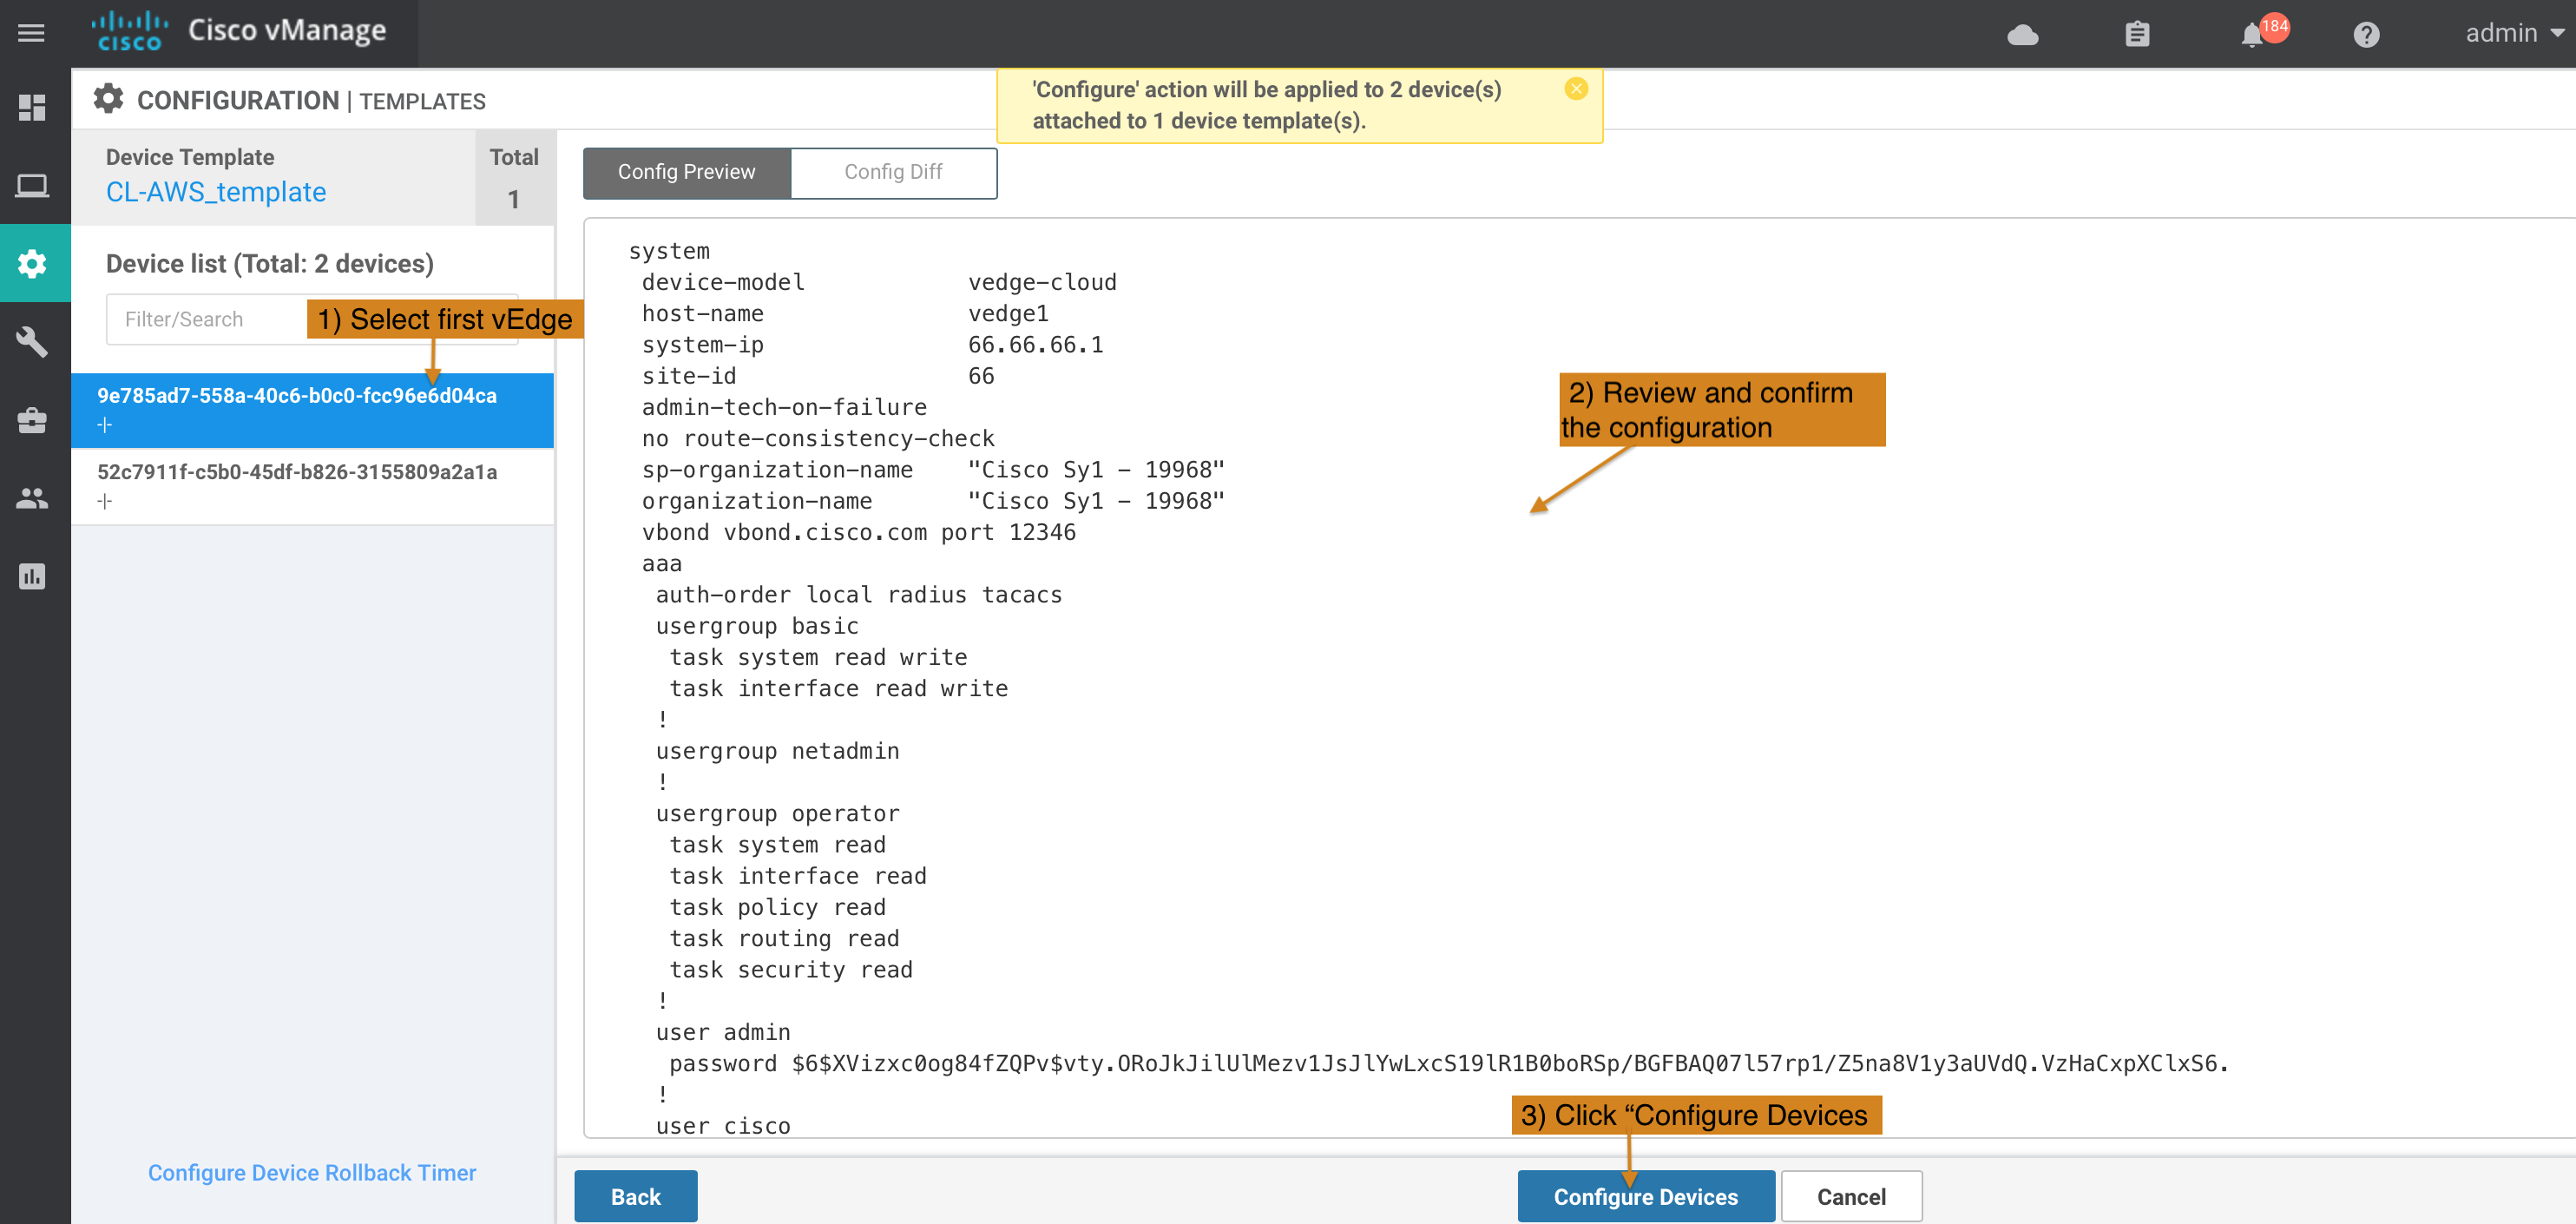 CISCO Cisco vManage
184
admin
CONFIGURATION | TEMPLATES
'Configure' action will be applied to 2 device(s)
attached to 1 device template(s).
Device Template
CL-AWS_template
Total
1
Device list (Total: 2 devices)
Filter/Search
1) Select first vEdge
9e785ad7-558a-40c6-b0c0-fcc96e6d04ca
-|-
52c7911f-c5b0-45df-b826-3155809a2a1a
-|-
Configure Device Rollback Timer
Config Preview
Config Diff
system
device-model vedge-cloud
host-name vedge1
system-ip 66.66.66.1
site-id 66
admin-tech-on-failure
no route-consistency-check
sp-organization-name "Cisco Sy1 - 19968"
organization-name "Cisco Sy1 - 19968"
vbond vbond.cisco.com port 12346
aaa
auth-order local radius tacacs
usergroup basic
task system read write
task interface read write
!
usergroup netadmin
!
usergroup operator
task system read
task interface read
task policy read
task routing read
task security read
!
user admin
password $6$XVizxc0og84fZQPv$vty.ORoJkJilUlMezv1JsJlYwLxcS19lR1B0boRSp/BGFBAQ07l57rp1/Z5na8V1y3aUVdQ.VzHaCxpXClxS6.
!
user cisco
2) Review and confirm
the configuration
3) Click “Configure Devices
Back
Configure Devices
Cancel